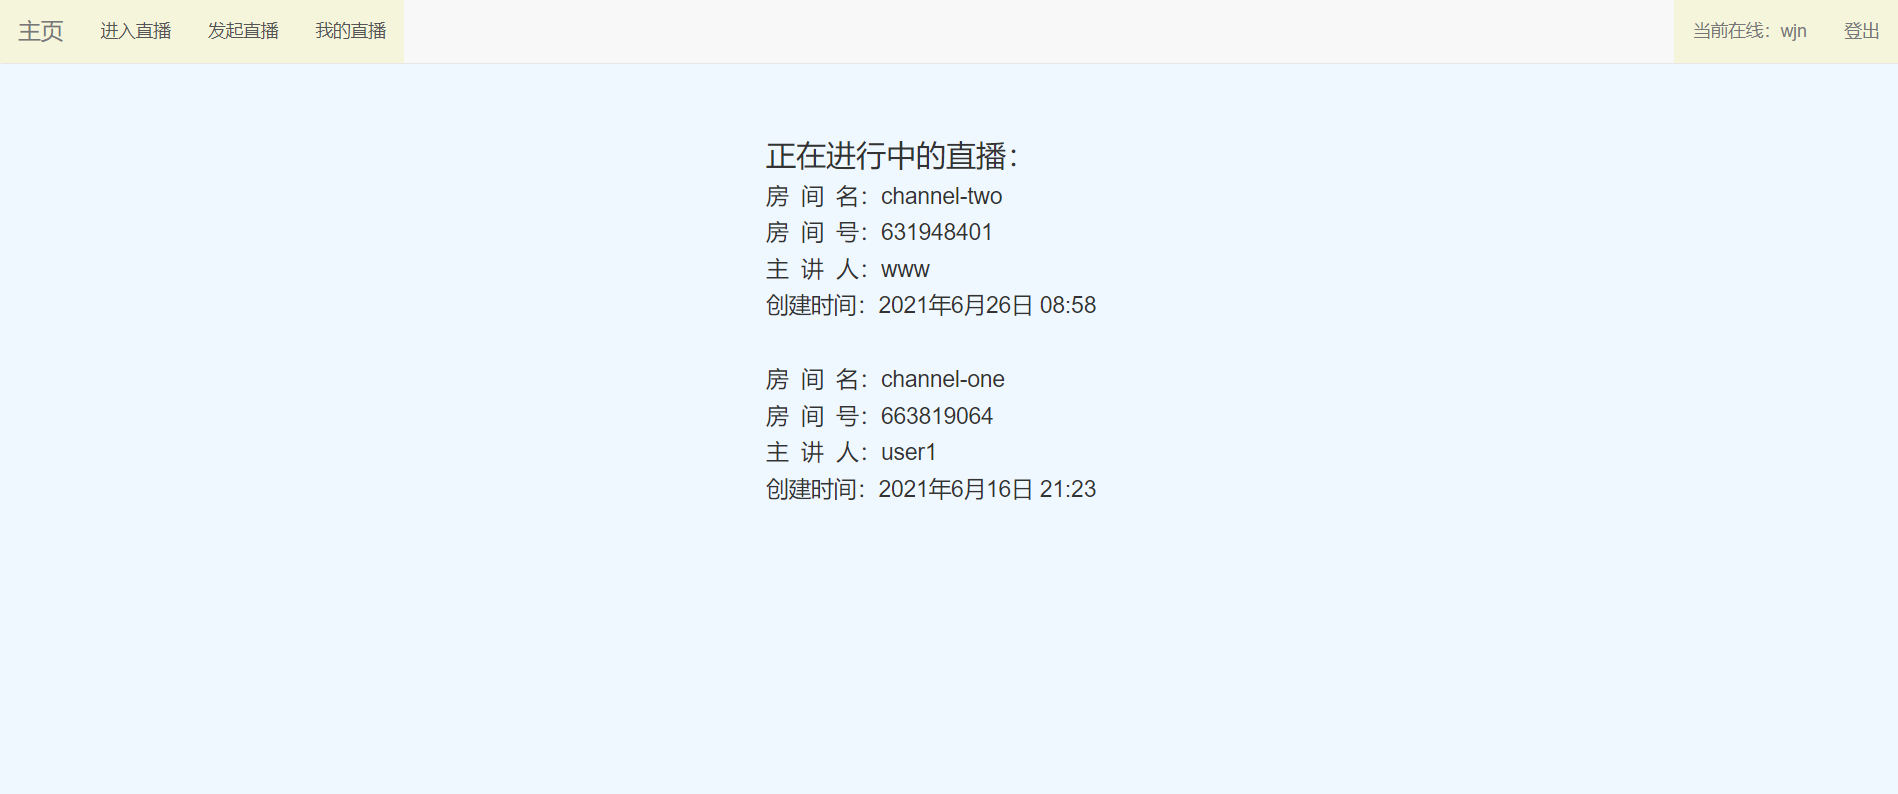 主页 进入直播 发起直播 我的直播 当前在线：wjn 登出
正在进行中的直播：
房 间 名：channel-two
房 间 号：631948401
主 讲 人：www
创建时间：2021年6月26日 08:58
房 间 名：channel-one
房 间 号：663819064
主 讲 人：user1
创建时间：2021年6月16日 21:23